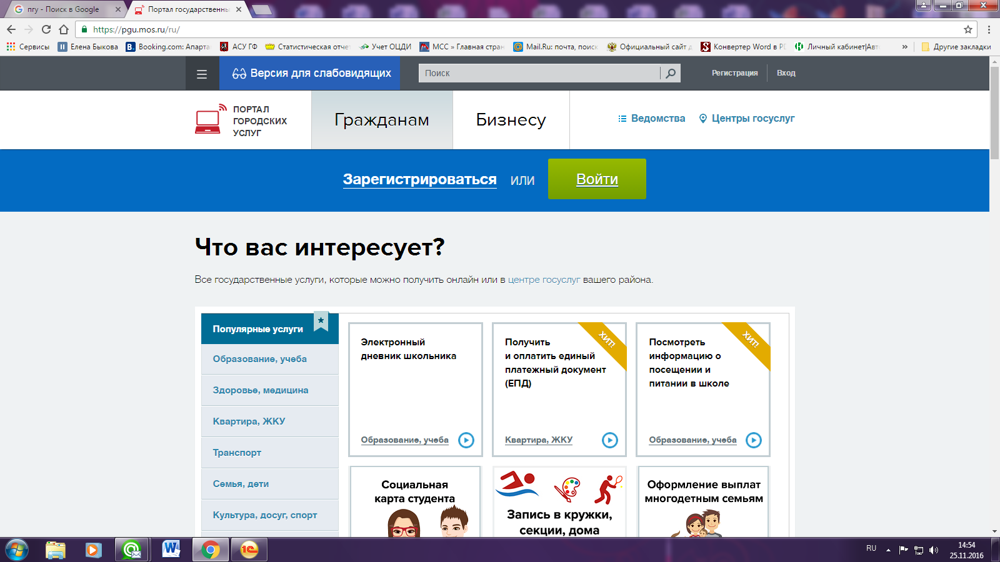 пгу - Поиск в Google
Портал государственны
https://pgu.mos.ru/ru/
Сервисы
Елена Быкова
Booking.com: Апарта
АСУ ГФ
Статистическая отче
Учет ОЦДИ
МСС » Главная стран
Mail.Ru: почта, поиск
Официальный сайт д
Конвертер Word в PD
Личный кабинет|Авто
»
Другие закладки
Версия для слабовидящих
Поиск
Регистрация
Вход
ПОРТАЛ
ГОРОДСКИХ
УСЛУГ
Гражданам
Бизнесу
Ведомства
Центры госуслуг
Зарегистрироваться или Войти
Что вас интересует?
Все государственные услуги, которые можно получить онлайн или в центре госуслуг вашего района.
Популярные услуги
Образование, учеба
Здоровье, медицина
Квартира, ЖКУ
Транспорт
Семья, дети
Культура, досуг, спорт
Электронный
дневник школьника
Образование, учеба
Получить
и оплатить единый
платежный документ
(ЕПД)
ХИТ!
Квартира, ЖКУ
Посмотреть
информацию о
посещении и
питании в школе
ХИТ!
Образование, учеба
Социальная
карта студента
Запись в кружки,
секции, дома
Оформление выплат
многодетным семьям
RU
14:54
25.11.2016